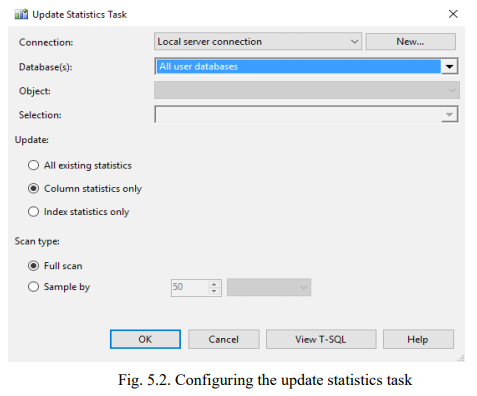 Update Statistics Task
Connection: Local server connection New...
Database(s): All user databases
Object:
Selection:
Update:
All existing statistics
Column statistics only
Index statistics only
Scan type:
Full scan
Sample by 50
OK Cancel View T-SQL Help
Fig. 5.2. Configuring the update statistics task